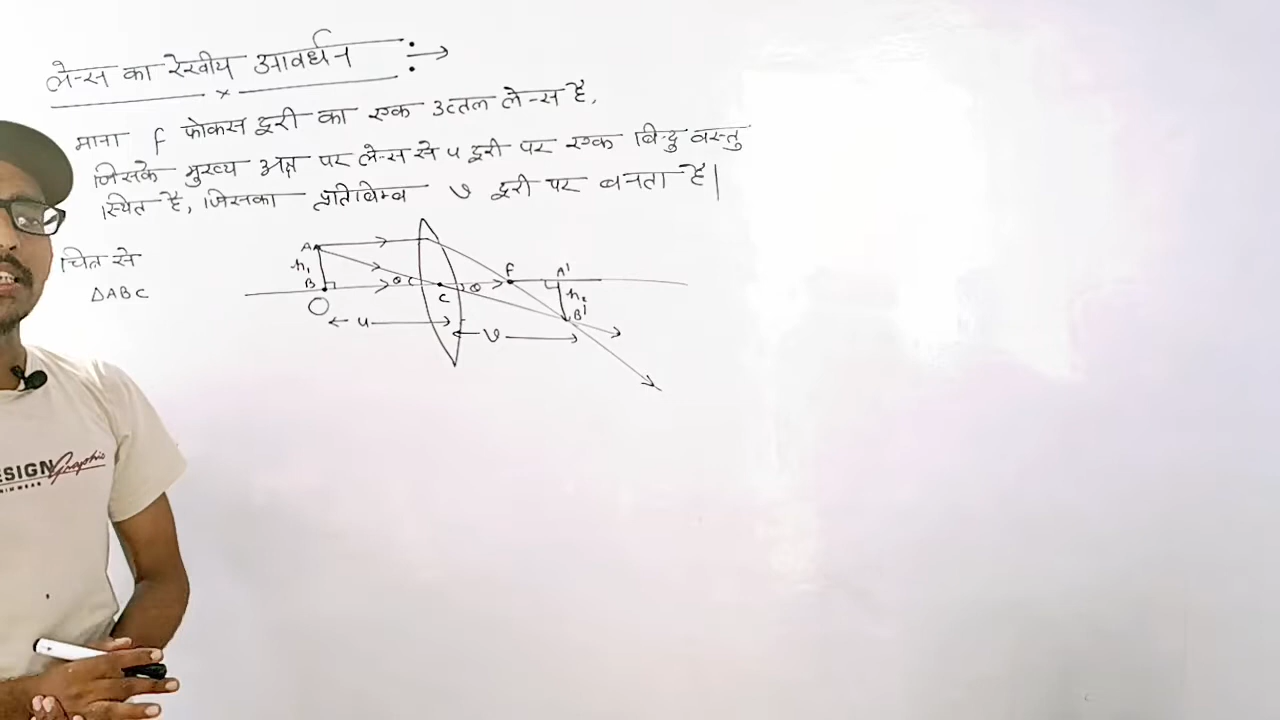 लेन्स का रेखीय आवर्धन :→
माना f फोकस दूरी का एक उत्तल लेन्स है,
जिसके मुख्य अक्ष पर लेन्स से u दूरी पर एक बिन्दु वस्तु
स्थित है, जिसका प्रतिबिम्ब v दूरी पर बनता है।
चित्र से
ΔABC
A
h₁
B
O
θ
C
θ
F
A'
h₂
B'
← u →
← v →
DESIGN
Graphic